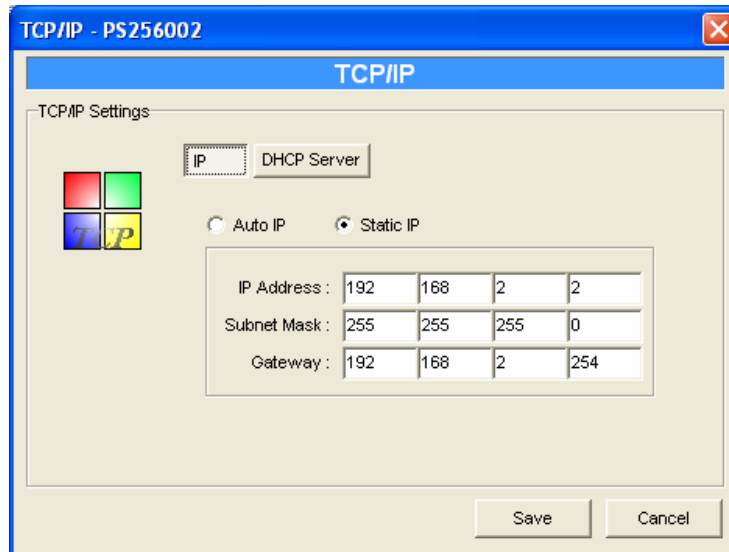 TCP/IP - PS256002
TCP/IP
TCP/IP Settings
IP DHCP Server
TCP
Auto IP Static IP
IP Address : 192 168 2 2
Subnet Mask : 255 255 255 0
Gateway : 192 168 2 254
Save Cancel